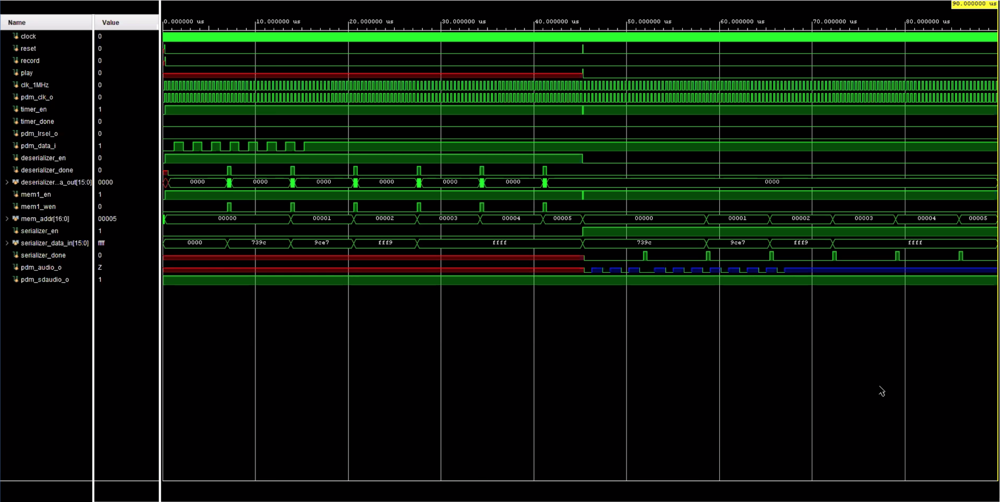 90.000000 us
Name Value 0.000000 us 10.000000 us 20.000000 us 30.000000 us 40.000000 us 50.000000 us 60.000000 us 70.000000 us 80.000000 us
clock 0
reset 0
record 0
play 0
clk_1MHz 0
pdm_clk_o 0
timer_en 1
timer_done 0
pdm_lrsel_o 0
pdm_data_i 1
deserializer_en 0
deserializer_done 0
deserializer...a_out[15:0] 0000 0000 0000 0000 0000 0000 0000 0000
mem1_en 1
mem1_wen 0
mem_addr[16:0] 00005 00000 00001 00002 00003 00004 00005 00000 00001 00002 00003 00004 00005
serializer_en 1
serializer_data_in[15:0] ffff 0000 739c 9ce7 fff9 ffff 739c 9ce7 fff9 ffff
serializer_done 0
pdm_audio_o Z
pdm_sdaudio_o 1